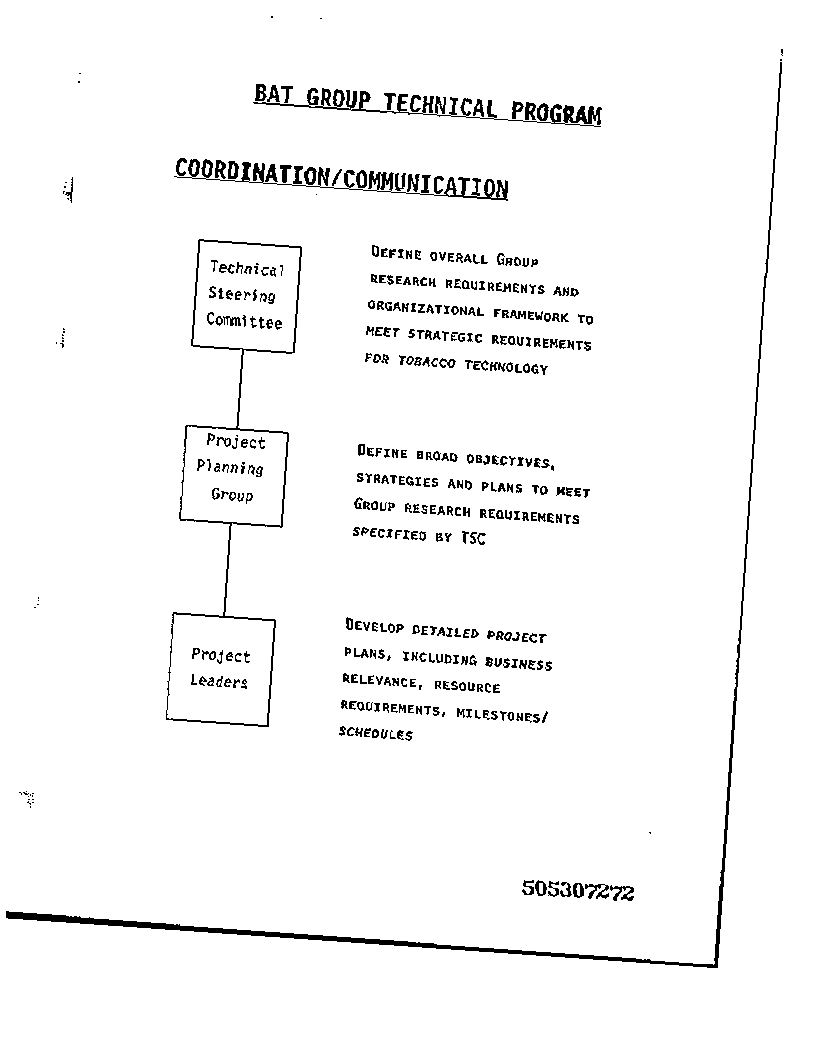 BAT GROUP TECHNICAL PROGRAM
COORDINATION/COMMUNICATION
Technical
Steering
Committee
DEFINE OVERALL GROUP
RESEARCH REQUIREMENTS AND
ORGANIZATIONAL FRAMEWORK TO
MEET STRATEGIC REQUIREMENTS
FOR TOBACCO TECHNOLOGY
Project
Planning
Group
DEFINE BROAD OBJECTIVES,
STRATEGIES AND PLANS TO MEET
GROUP RESEARCH REQUIREMENTS
SPECIFIED BY TSC
Project
Leaders
DEVELOP DETAILED PROJECT
PLANS, INCLUDING BUSINESS
RELEVANCE, RESOURCE
REQUIREMENTS, MILESTONES/
SCHEDULES
505307272